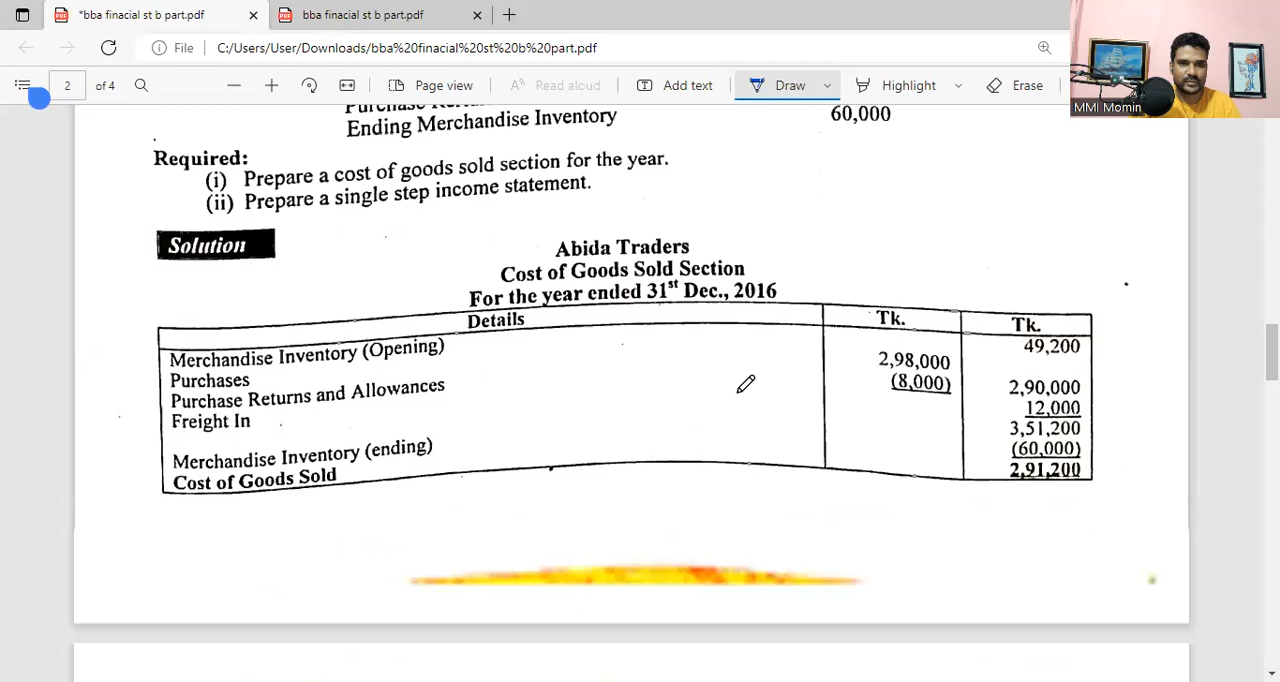 *bba finacial st b part.pdf
bba finacial st b part.pdf
File
C:/Users/User/Downloads/bba%20finacial%20st%20b%20part.pdf
2 of 4
Page view
Read aloud
Add text
Draw
Highlight
Erase
MMI Momin
Ending Merchandise Inventory 60,000
Required:
(i) Prepare a cost of goods sold section for the year.
(ii) Prepare a single step income statement.
Solution
Abida Traders
Cost of Goods Sold Section
For the year ended 31st Dec., 2016
Details Tk. Tk.
Merchandise Inventory (Opening) 49,200
Purchases 2,98,000
Purchase Returns and Allowances (8,000) 2,90,000
Freight In 12,000
3,51,200
Merchandise Inventory (ending) (60,000)
Cost of Goods Sold 2,91,200